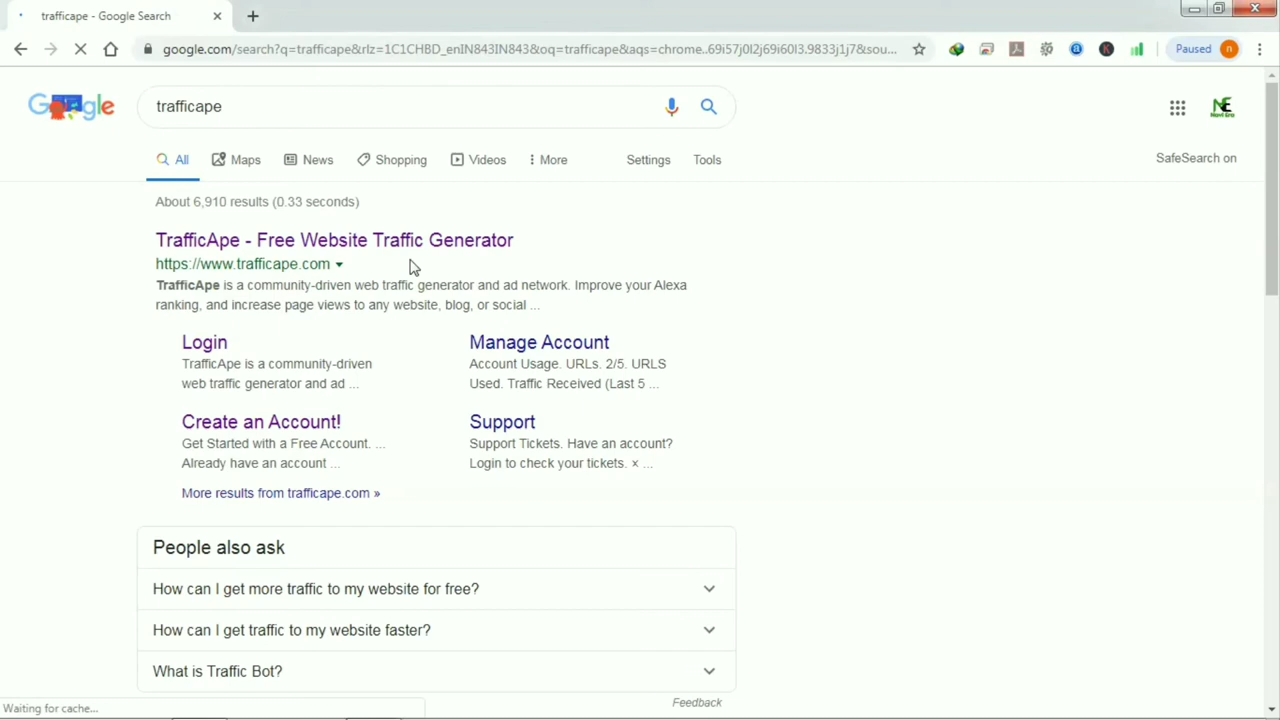 trafficape - Google Search
google.com/search?q=trafficape&rlz=1C1CHBD_enIN843IN843&oq=trafficape&aqs=chrome..69i57j0l2j69i60l3.9833j1j7&sou...
Paused n
Google
trafficape
All Maps News Shopping Videos More Settings Tools
SafeSearch on
About 6,910 results (0.33 seconds)
TrafficApe - Free Website Traffic Generator
https://www.trafficape.com
TrafficApe is a community-driven web traffic generator and ad network. Improve your Alexa
ranking, and increase page views to any website, blog, or social ...
Login
TrafficApe is a community-driven
web traffic generator and ad ...
Manage Account
Account Usage. URLs. 2/5. URLS
Used. Traffic Received (Last 5 ...
Create an Account!
Get Started with a Free Account. ...
Already have an account ...
Support
Support Tickets. Have an account?
Login to check your tickets. × ...
More results from trafficape.com »
People also ask
How can I get more traffic to my website for free?
How can I get traffic to my website faster?
What is Traffic Bot?
Feedback
Waiting for cache...